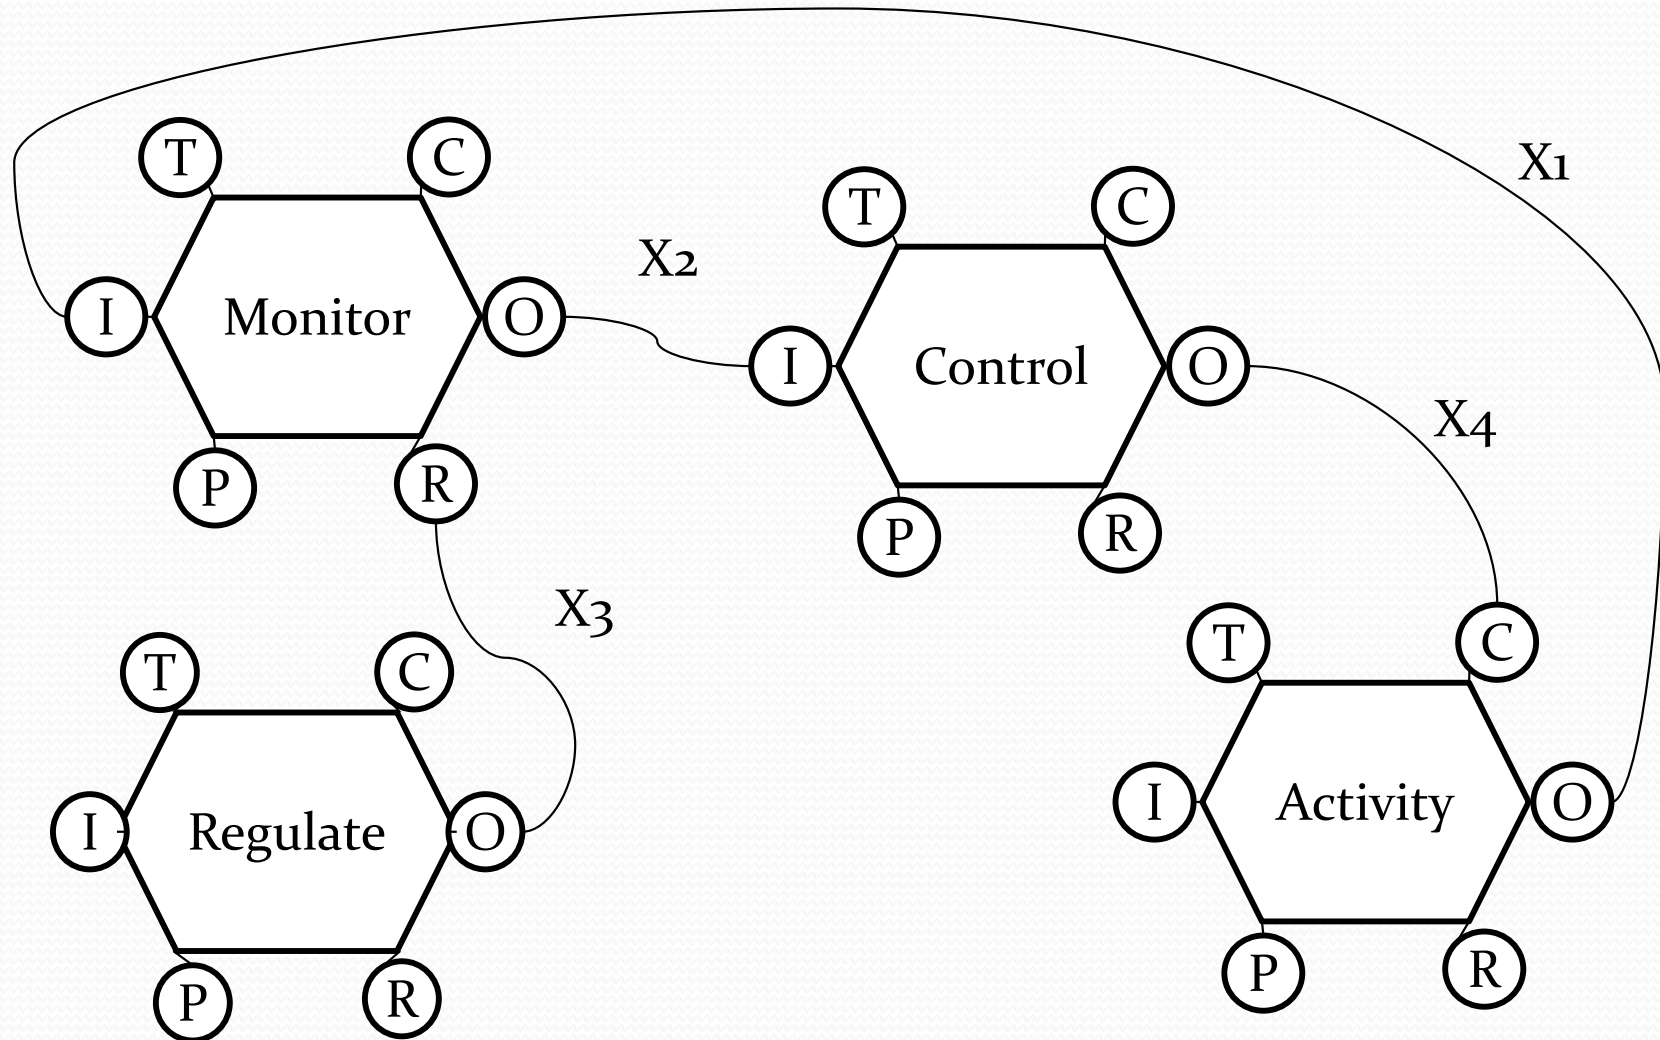 X1
T
C
I
Monitor
O
P
R
X2
T
C
I
Control
O
P
R
X4
X3
T
C
I
Regulate
O
P
R
T
C
I
Activity
O
P
R